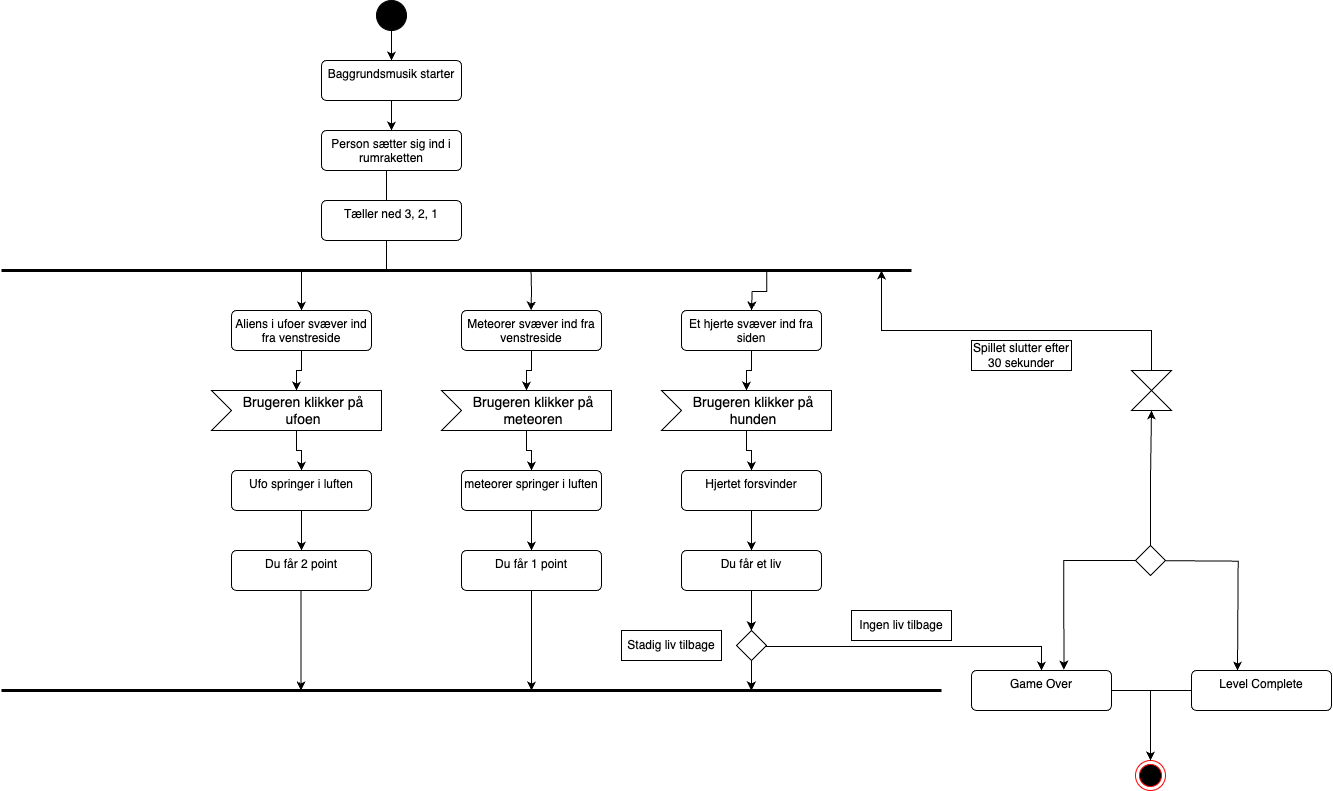 Baggrundsmusik starter
Person sætter sig ind i
rumraketten
Tæller ned 3, 2, 1
Aliens i ufoer svæver ind
fra venstreside
Meteorer svæver ind fra
venstreside
Et hjerte svæver ind fra
siden
Spillet slutter efter
30 sekunder
Brugeren klikker på
ufoen
Brugeren klikker på
meteoren
Brugeren klikker på
hunden
Ufo springer i luften
meteorer springer i luften
Hjertet forsvinder
Du får 2 point
Du får 1 point
Du får et liv
Stadig liv tilbage
Ingen liv tilbage
Game Over
Level Complete